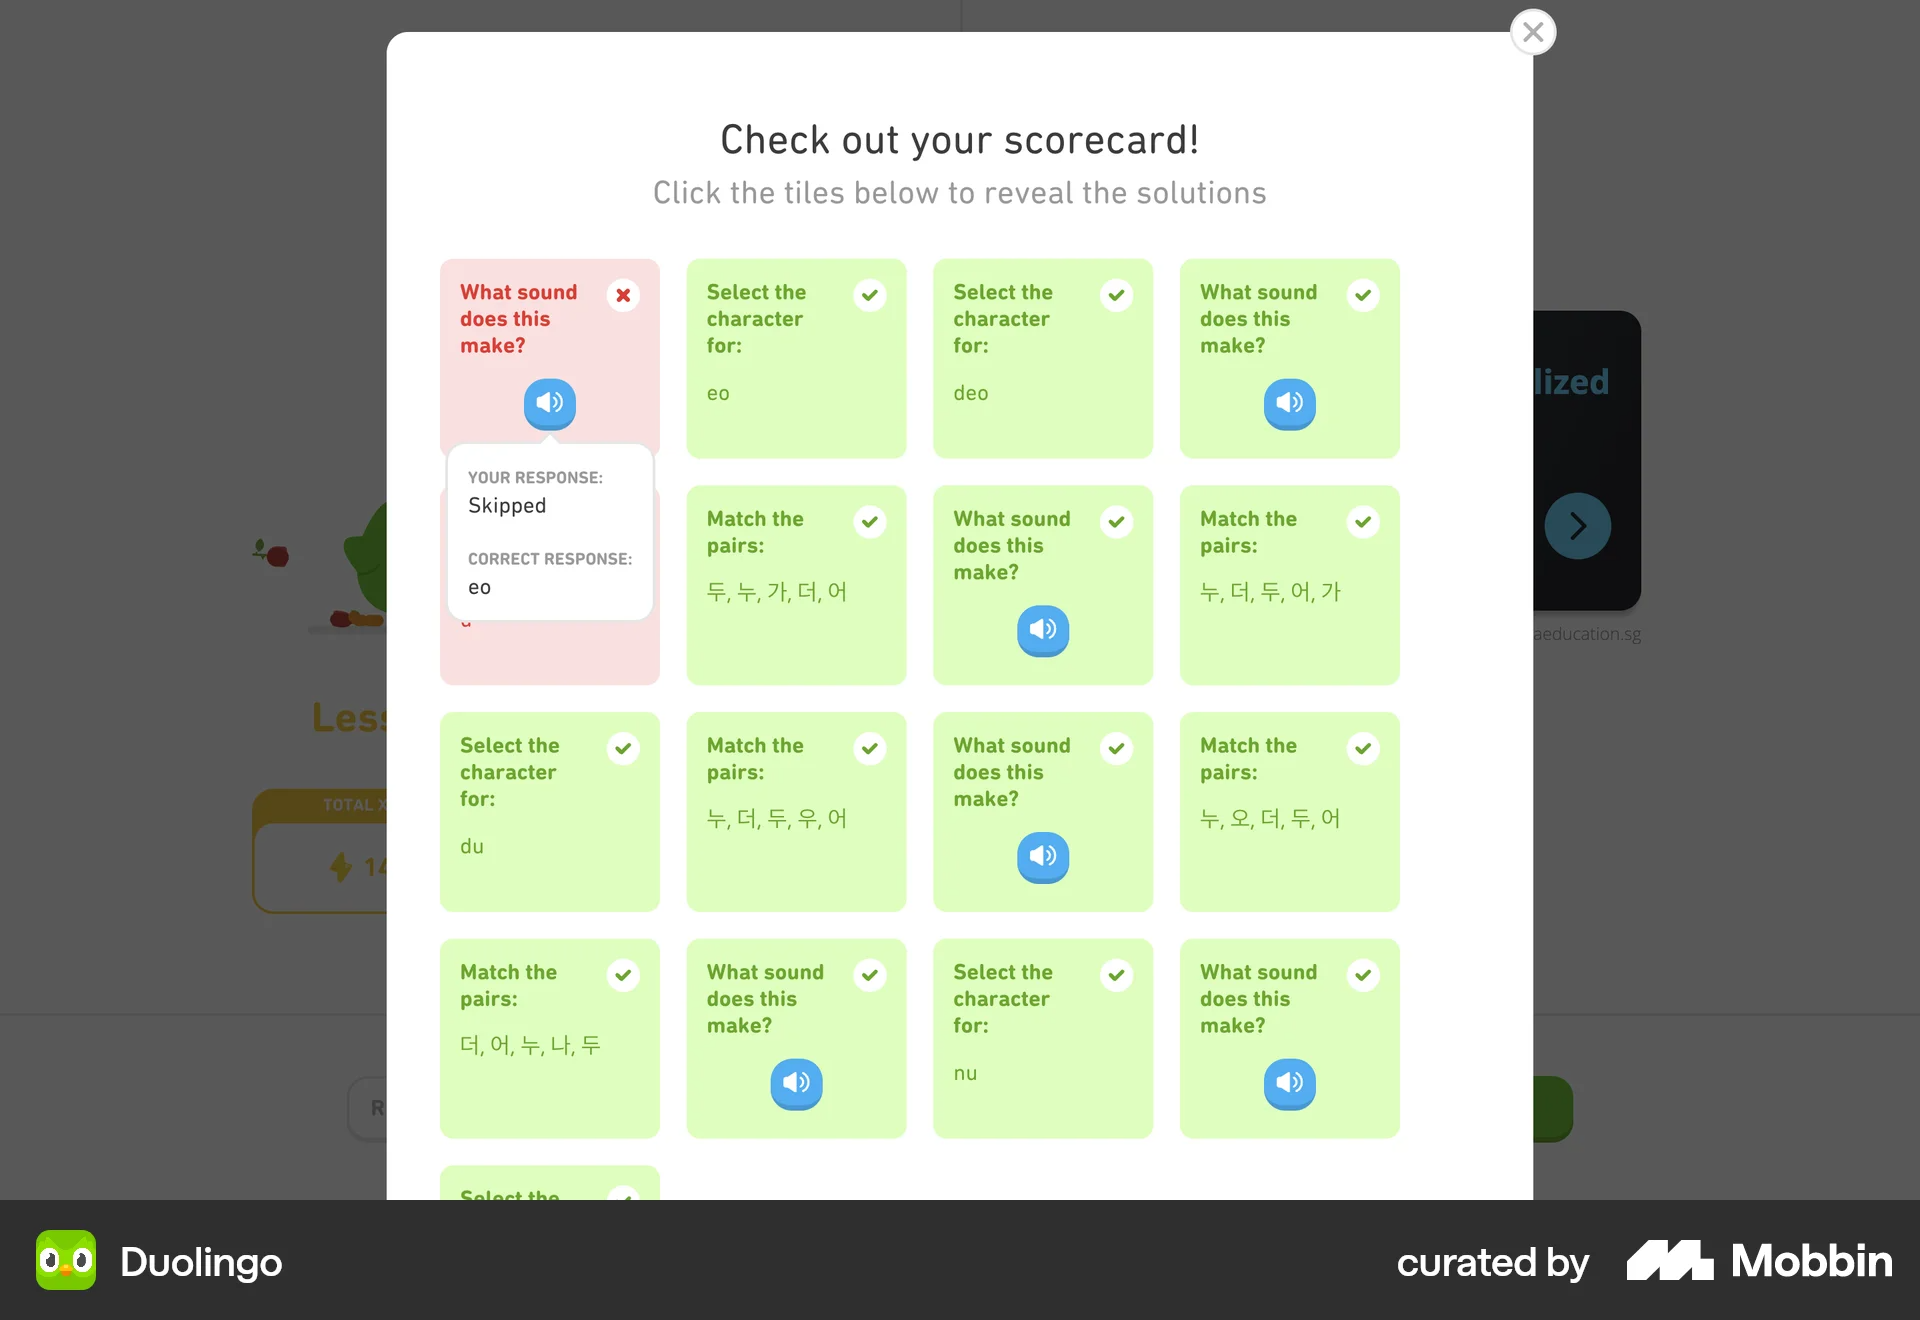 Check out your scorecard!
Click the tiles below to reveal the solutions
What sound
does this
make?
Select the
character
for:
eo
Select the
character
for:
deo
What sound
does this
make?
YOUR RESPONSE:
Skipped
CORRECT RESPONSE:
eo
Match the
pairs:
두, 누, 가, 더, 어
What sound
does this
make?
Match the
pairs:
누, 더, 두, 어, 가
Select the
character
for:
du
Match the
pairs:
누, 더, 두, 우, 어
What sound
does this
make?
Match the
pairs:
누, 오, 더, 두, 어
Match the
pairs:
더, 어, 누, 나, 두
What sound
does this
make?
Select the
character
for:
nu
What sound
does this
make?
Select the
lized
aeducation.sg
Less
TOTAL X
14
R
Duolingo
curated by Mobbin